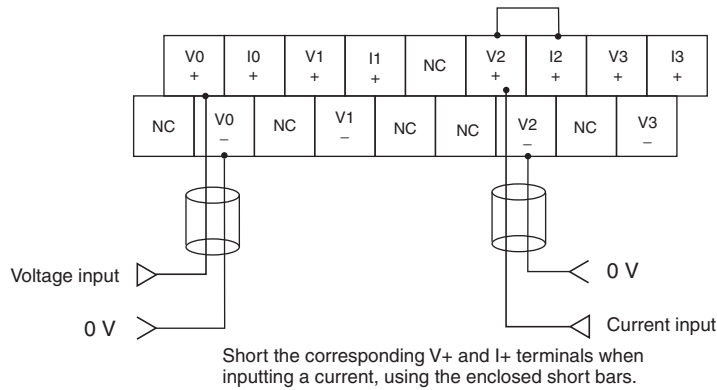 V0 I0 V1 I1 NC V2 I2 V3 I3
+ + + + + + + +
NC V0 NC V1 NC NC V2 NC V3
– – – –
Voltage input
0 V
0 V
Current input
Short the corresponding V+ and I+ terminals when
inputting a current, using the enclosed short bars.